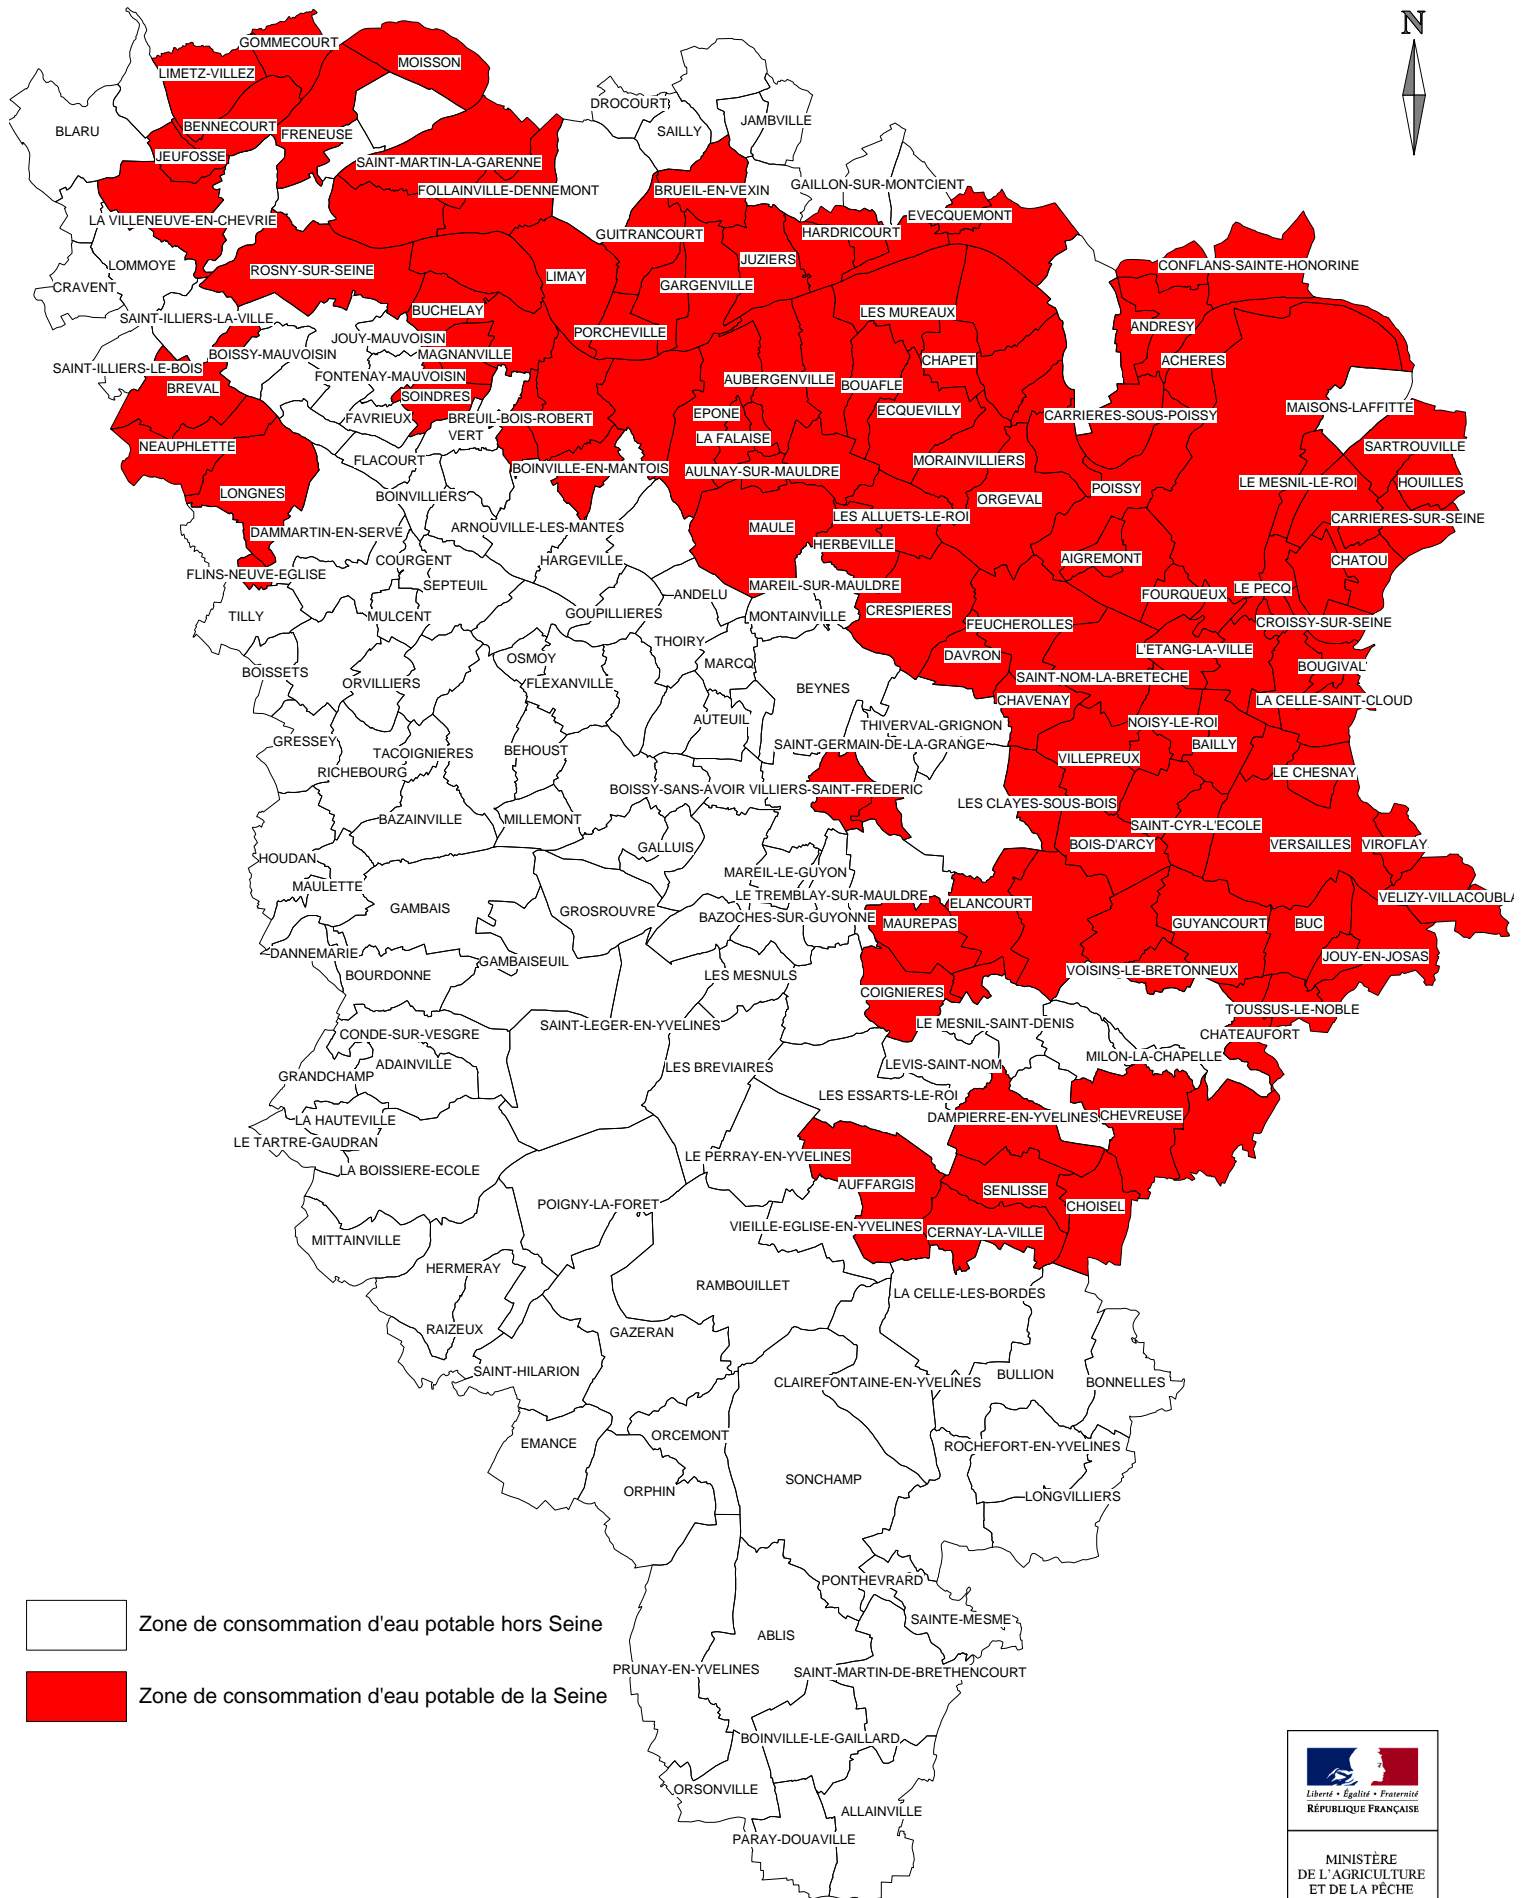 N
GOMMECOURT
MOISSON
LIMETZ-VILLEZ
DROCOURT
JAMBVILLE
BLARU
BENNECOURT
FRENEUSE
SAILLY
JEUFOSSE
SAINT-MARTIN-LA-GARENNE
FOLLAINVILLE-DENNEMONT
BRUEIL-EN-VEXIN
GAILLON-SUR-MONTCIENT
LA VILLENEUVE-EN-CHEVRIE
EVECQUEMONT
GUITRANCOURT
HARDRICOURT
LOMMOYE
ROSNY-SUR-SEINE
LIMAY
JUZIERS
CONFLANS-SAINTE-HONORINE
CRAVENT
GARGENVILLE
BUCHELAY
LES MUREAUX
SAINT-ILLIERS-LA-VILLE
ANDRESY
JOUY-MAUVOISIN
PORCHEVILLE
BOISSY-MAUVOISIN
MAGNANVILLE
CHAPET
ACHERES
SAINT-ILLIERS-LE-BOIS
FONTENAY-MAUVOISIN
AUBERGENVILLE
BOUAFLE
BREVAL
SOINDRES
MAISONS-LAFFITTE
FAVRIEUX
BREUIL-BOIS-ROBERT
EPONE
ECQUEVILLY
CARRIERES-SOUS-POISSY
VERT
LA FALAISE
NEAUPHLETTE
SARTROUVILLE
FLACOURT
BOINVILLE-EN-MANTOIS
AULNAY-SUR-MAULDRE
MORAINVILLIERS
LONGNES
BOINVILLIERS
ORGEVAL
POISSY
LE MESNIL-LE-ROI
HOUILLES
DAMMARTIN-EN-SERVE
ARNOUVILLE-LES-MANTES
MAULE
LES ALLUETS-LE-ROI
CARRIERES-SUR-SEINE
HERBEVILLE
COURGENT
HARGEVILLE
AIGREMONT
CHATOU
FLINS-NEUVE-EGLISE
SEPTEUIL
MAREIL-SUR-MAULDRE
ANDELU
FOURQUEUX
LE PECQ
TILLY
MULCENT
GOUPILLIERES
MONTAINVILLE
CRESPIERES
FEUCHEROLLES
CROISSY-SUR-SEINE
THOIRY
L'ETANG-LA-VILLE
OSMOY
MARCQ
DAVRON
BOUGIVAL
BOISSETS
ORVILLIERS
FLEXANVILLE
BEYNES
SAINT-NOM-LA-BRETECHE
CHAVENAY
LA CELLE-SAINT-CLOUD
AUTEUIL
THIVERVAL-GRIGNON
NOISY-LE-ROI
GRESSEY
TACOIGNIERES
BEHOUST
SAINT-GERMAIN-DE-LA-GRANGE
BAILLY
VILLEPREUX
RICHEBOURG
LE CHESNAY
BOISSY-SANS-AVOIR
VILLIERS-SAINT-FREDERIC
LES CLAYES-SOUS-BOIS
BAZAINVILLE
MILLEMONT
SAINT-CYR-L'ECOLE
GALLUIS
BOIS-D'ARCY
VERSAILLES
VIROFLAY
HOUDAN
MAREIL-LE-GUYON
MAULETTE
LE TREMBLAY-SUR-MAULDRE
VELIZY-VILLACOUBLA
GAMBAIS
GROSROUVRE
BAZOCHES-SUR-GUYONNE
ELANCOURT
MAUREPAS
GUYANCOURT
BUC
DANNEMARIE
GAMBAISEUIL
JOUY-EN-JOSAS
BOURDONNE
LES MESNULS
VOISINS-LE-BRETONNEUX
COIGNIERES
TOUSSUS-LE-NOBLE
CONDE-SUR-VESGRE
SAINT-LEGER-EN-YVELINES
LE MESNIL-SAINT-DENIS
CHATEAUFORT
ADAINVILLE
LES BREVIAIRES
LEVIS-SAINT-NOM
MILON-LA-CHAPELLE
GRANDCHAMP
LES ESSARTS-LE-ROI
LA HAUTEVILLE
DAMPIERRE-EN-YVELINES
CHEVREUSE
LE TARTRE-GAUDRAN
LE PERRAY-EN-YVELINES
LA BOISSIERE-ECOLE
AUFFARGIS
SENLISSE
POIGNY-LA-FORET
CHOISEL
VIEILLE-EGLISE-EN-YVELINES
CERNAY-LA-VILLE
MITTAINVILLE
HERMERAY
RAMBOUILLET
LA CELLE-LES-BORDES
RAIZEUX
GAZERAN
SAINT-HILARION
CLAIREFONTAINE-EN-YVELINES
BULLION
BONNELLES
EMANCE
ORCEMONT
ROCHEFORT-EN-YVELINES
SONCHAMP
ORPHIN
LONGVILLIERS
PONTHEVRARD
SAINTE-MESME
Zone de consommation d'eau potable hors Seine
ABLIS
PRUNAY-EN-YVELINES
SAINT-MARTIN-DE-BRETHENCOURT
Zone de consommation d'eau potable de la Seine
BOINVILLE-LE-GAILLARD
ORSONVILLE
ALLAINVILLE
PARAY-DOUAVILLE
Liberté • Égalité • Fraternité
RÉPUBLIQUE FRANÇAISE
MINISTÈRE
DE L'AGRICULTURE
ET DE LA PÊCHE